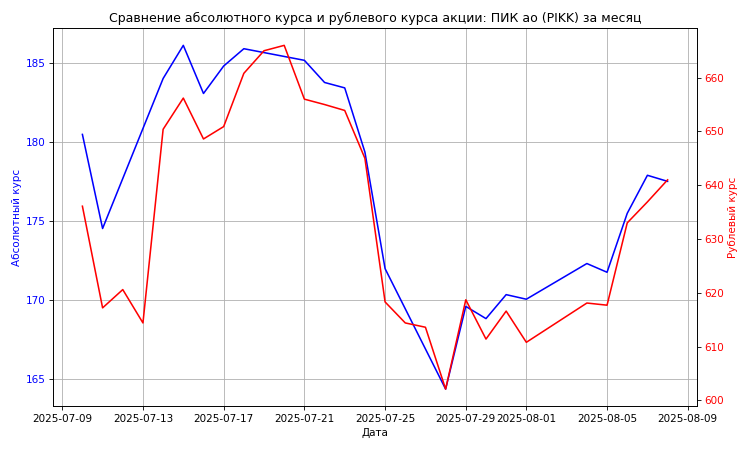 Сравнение абсолютного курса и рублевого курса акции: ПИК ао (PIKK) за месяц
185
180
175
170
165
Абсолютный курс
660
650
640
630
620
610
600
Рублевый курс
2025-07-09 2025-07-13 2025-07-17 2025-07-21 2025-07-25 2025-07-29 2025-08-01 2025-08-05 2025-08-09
Дата